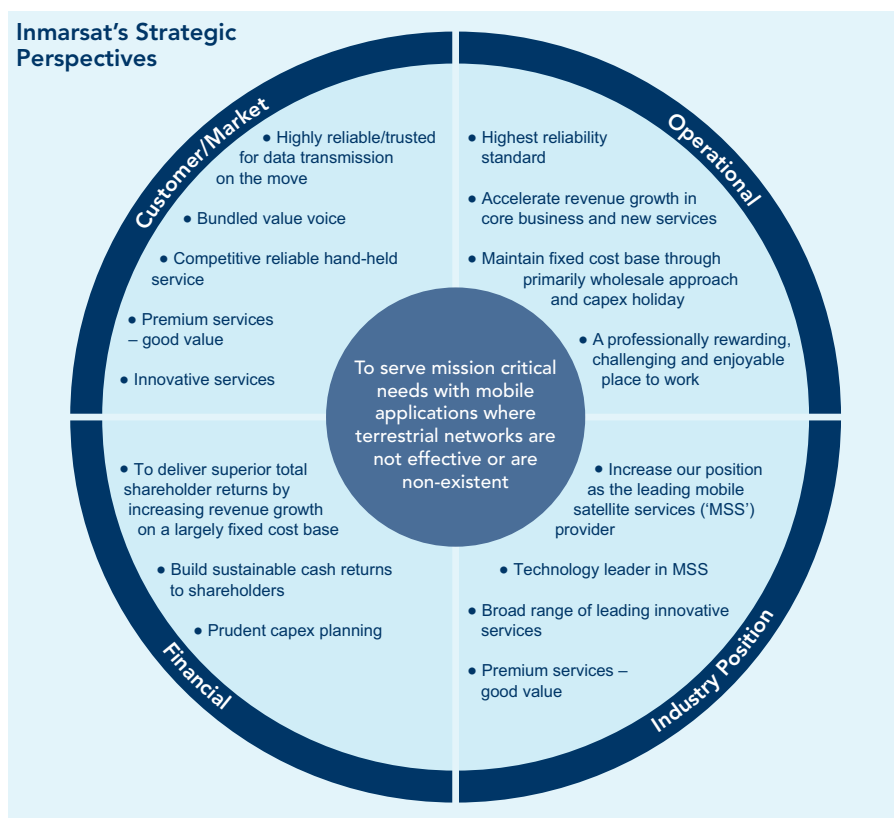 Inmarsat's Strategic
Perspectives
Customer/Market
• Highly reliable/trusted
for data transmission
on the move
• Bundled value voice
• Competitive reliable hand-held
service
• Premium services
– good value
• Innovative services
Operational
• Highest reliability
standard
• Accelerate revenue growth in
core business and new services
• Maintain fixed cost base through
primarily wholesale approach
and capex holiday
• A professionally rewarding,
challenging and enjoyable
place to work
To serve mission critical
needs with mobile
applications where
terrestrial networks are
not effective or are
non-existent
Financial
• To deliver superior total
shareholder returns by
increasing revenue growth
on a largely fixed cost base
• Build sustainable cash returns
to shareholders
• Prudent capex planning
Industry Position
• Increase our position
as the leading mobile
satellite services ('MSS')
provider
• Technology leader in MSS
• Broad range of leading innovative
services
• Premium services –
good value